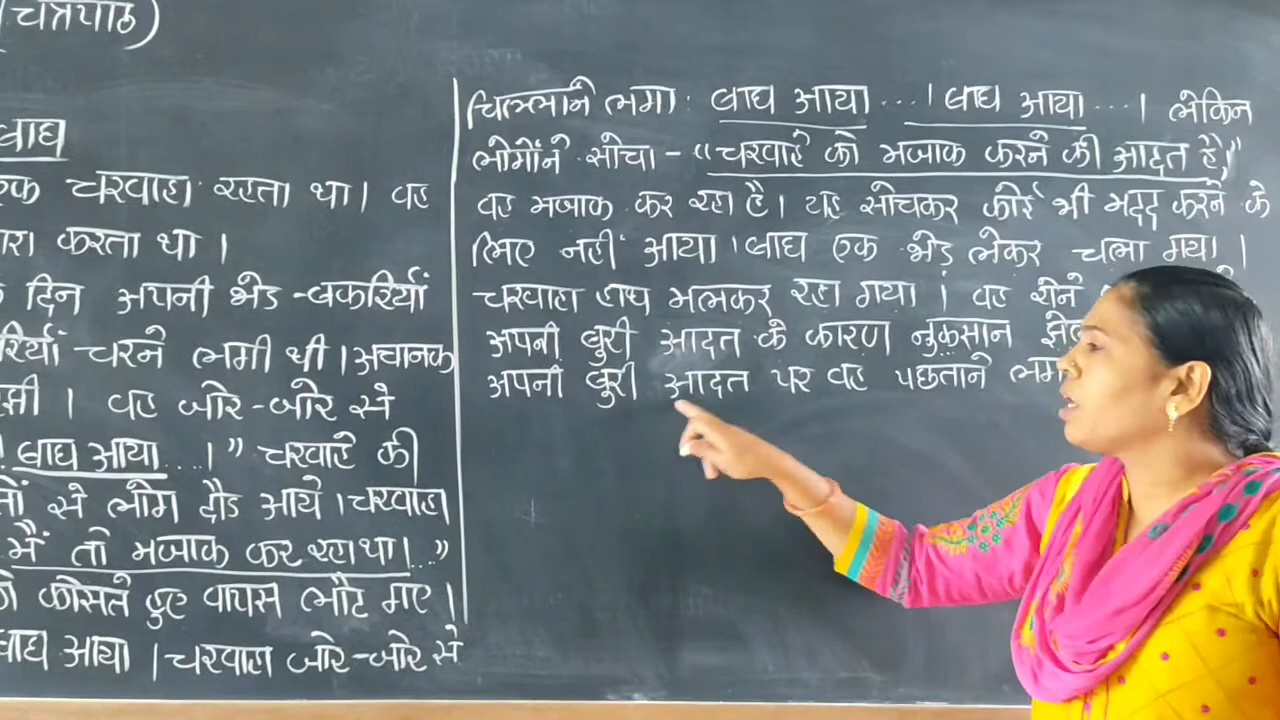 (चित्रपाठ)
बाघ
एक चरवाहा रहता था। वह
करता था।
दिन अपनी भेड-बकरियाँ
चरने लगी थी। अचानक
। वह जोर-जोर से
बाघ आया....।” चरवाहे की
से लोग दौड आये। चरवाहा
मैं तो मजाक कर रहा था।...”
कोसते हुए वापस लौट गए।
बाघ आया। चरवाहा जोर-जोर से
चिल्लाने लगा: बाघ आया ...। बाघ आया ...। लेकिन
लोगोंने सोचा - “चरवाहे को मजाक करने की आदत है,”
वह मजाक कर रहा है। यह सोचकर कोई भी मदद करने के
लिए नहीं आया। बाघ एक भेड़ लेकर चला गया।
चरवाहा हाथ मलकर रहा गया। वह रोने
अपनी बुरी आदत के कारण नुकसान
अपनी बुरी आदत पर वह पछताने